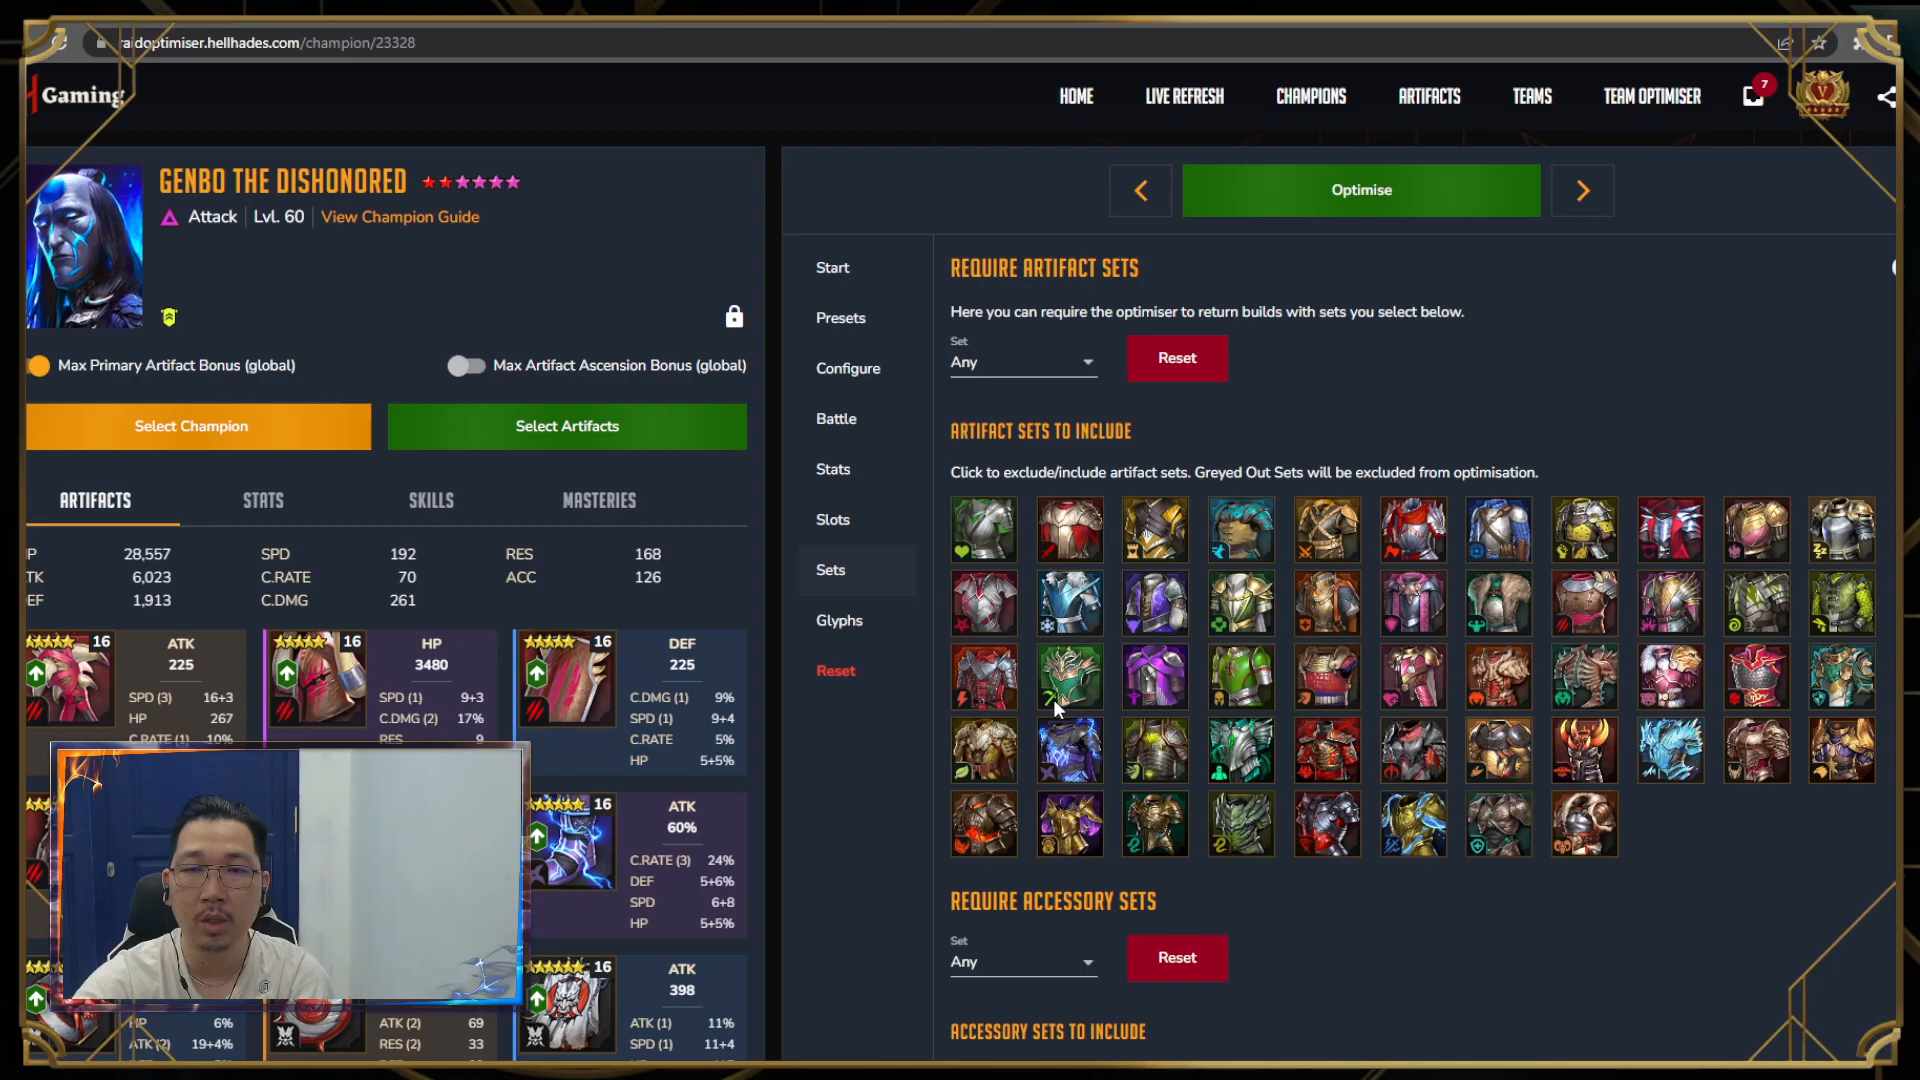 raidoptimiser.hellhades.com/champion/23328
Gaming
HOME
LIVE REFRESH
CHAMPIONS
ARTIFACTS
TEAMS
TEAM OPTIMISER
7
V
GENBO THE DISHONORED
Attack
Lvl. 60
View Champion Guide
Max Primary Artifact Bonus (global)
Max Artifact Ascension Bonus (global)
Select Champion
Select Artifacts
ARTIFACTS
STATS
SKILLS
MASTERIES
P 28,557 SPD 192 RES 168
TK 6,023 C.RATE 70 ACC 126
EF 1,913 C.DMG 261
16
ATK
225
SPD (3) 16+3
HP 267
C.RATE (1) 10%
16
HP
3480
SPD (1) 9+3
C.DMG (2) 17%
RES 9
16
DEF
225
C.DMG (1) 9%
SPD (1) 9+4
C.RATE 5%
HP 5+5%
16
ATK
60%
C.RATE (3) 24%
DEF 5+6%
SPD 6+8
HP 5+5%
HP 6%
ATK (2) 19+4%
ATK (2) 69
RES (2) 33
16
ATK
398
ATK (1) 11%
SPD (1) 11+4
Optimise
Start
Presets
Configure
Battle
Stats
Slots
Sets
Glyphs
Reset
REQUIRE ARTIFACT SETS
Here you can require the optimiser to return builds with sets you select below.
Set
Any
Reset
ARTIFACT SETS TO INCLUDE
Click to exclude/include artifact sets. Greyed Out Sets will be excluded from optimisation.
REQUIRE ACCESSORY SETS
Set
Any
Reset
ACCESSORY SETS TO INCLUDE